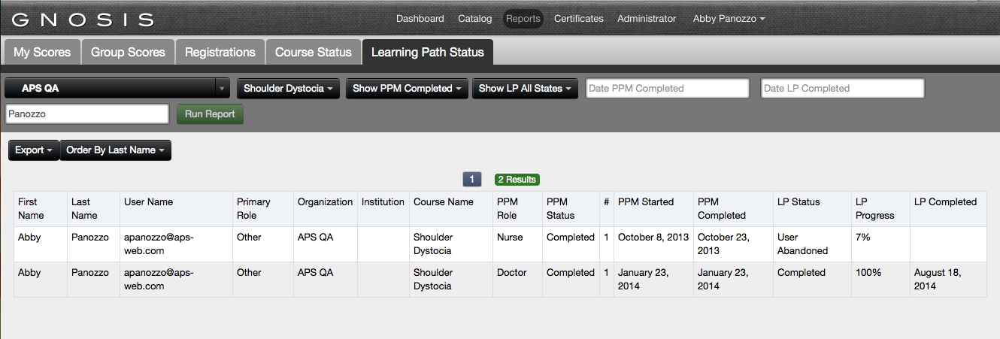 GNOSIS Dashboard Catalog Reports Certificates Administrator Abby Panozzo
My Scores Group Scores Registrations Course Status Learning Path Status
APS QA Shoulder Dystocia Show PPM Completed Show LP All States Date PPM Completed Date LP Completed
Panozzo Run Report
Export Order By Last Name
1 2 Results
First Name Last Name User Name Primary Role Organization Institution Course Name PPM Role PPM Status # PPM Started PPM Completed LP Status LP Progress LP Completed
Abby Panozzo apanozzo@aps-web.com Other APS QA Shoulder Dystocia Nurse Completed 1 October 8, 2013 October 23, 2013 User Abandoned 7%
Abby Panozzo apanozzo@aps-web.com Other APS QA Shoulder Dystocia Doctor Completed 1 January 23, 2014 January 23, 2014 Completed 100% August 18, 2014